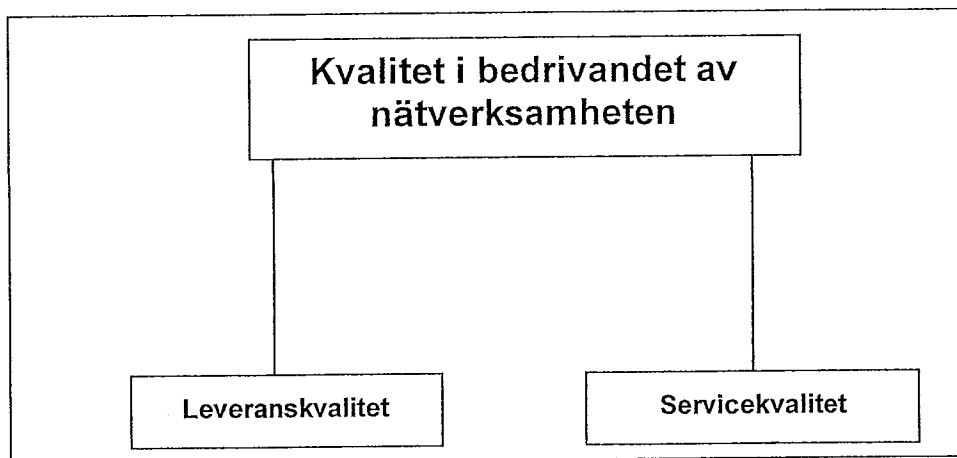 Kvalitet i bedrivandet av
nätverksamheten
Leveranskvalitet
Servicekvalitet